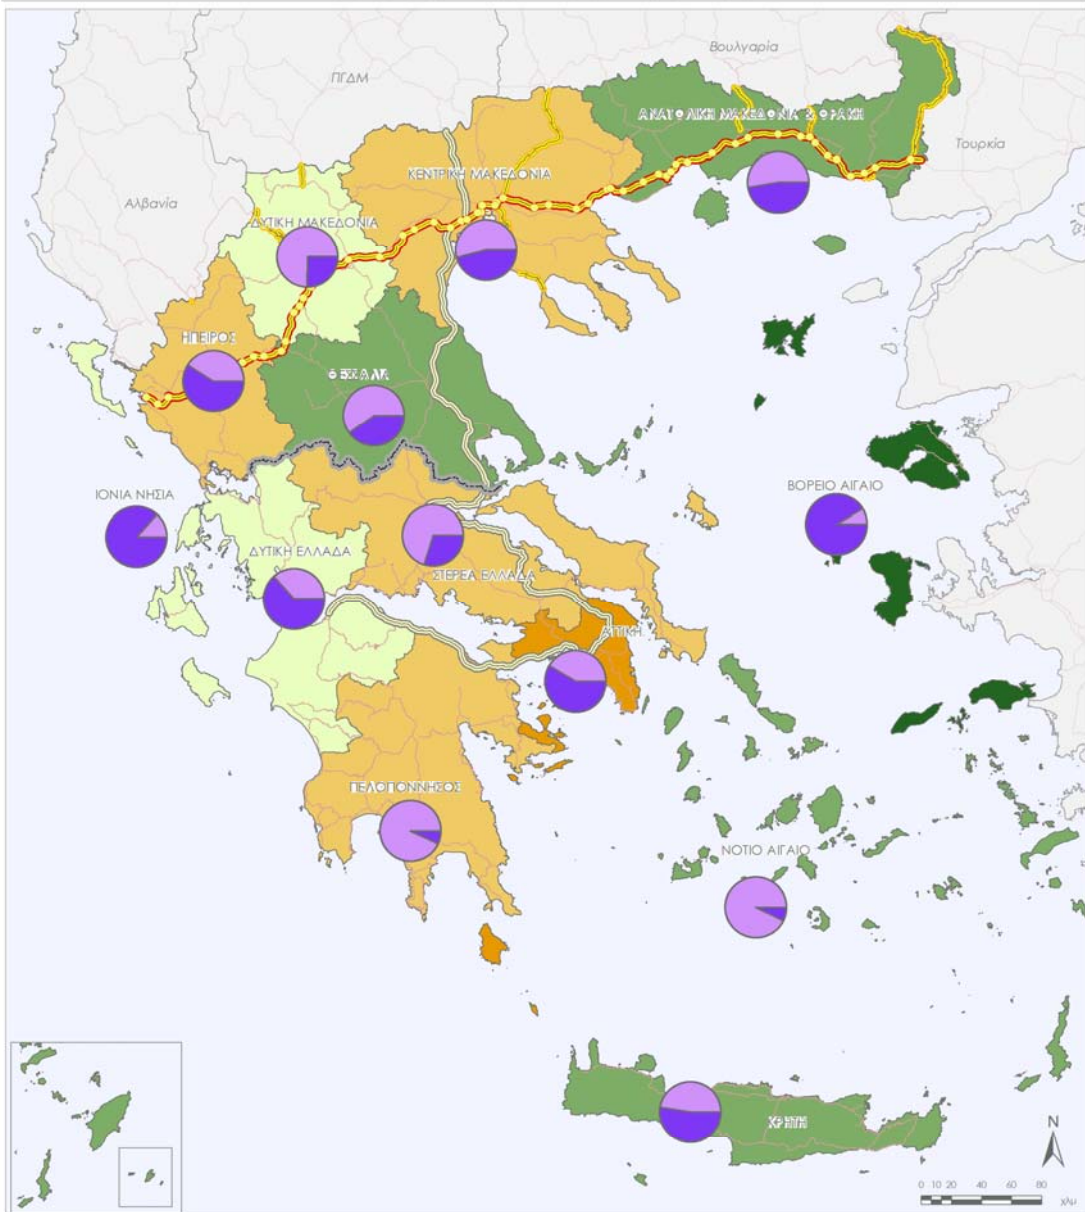 Βουλγαρία
ΠΓΔΜ
ΑΝΑΤΟΛΙΚΗ ΜΑΚΕΔΟΝΙΑ & ΘΡΑΚΗ
Τουρκία
ΚΕΝΤΡΙΚΗ ΜΑΚΕΔΟΝΙΑ
Αλβανία
ΔΥΤΙΚΗ ΜΑΚΕΔΟΝΙΑ
ΗΠΕΙΡΟΣ
ΘΕΣΣΑΛΙΑ
ΙΟΝΙΑ ΝΗΣΙΑ
ΒΟΡΕΙΟ ΑΙΓΑΙΟ
ΔΥΤΙΚΗ ΕΛΛΑΔΑ
ΣΤΕΡΕΑ ΕΛΛΑΔΑ
ΑΤΤΙΚΗ
ΠΕΛΟΠΟΝΝΗΣΟΣ
ΝΟΤΙΟ ΑΙΓΑΙΟ
ΚΡΗΤΗ
N
0 10 20 40 60 80
χλμ